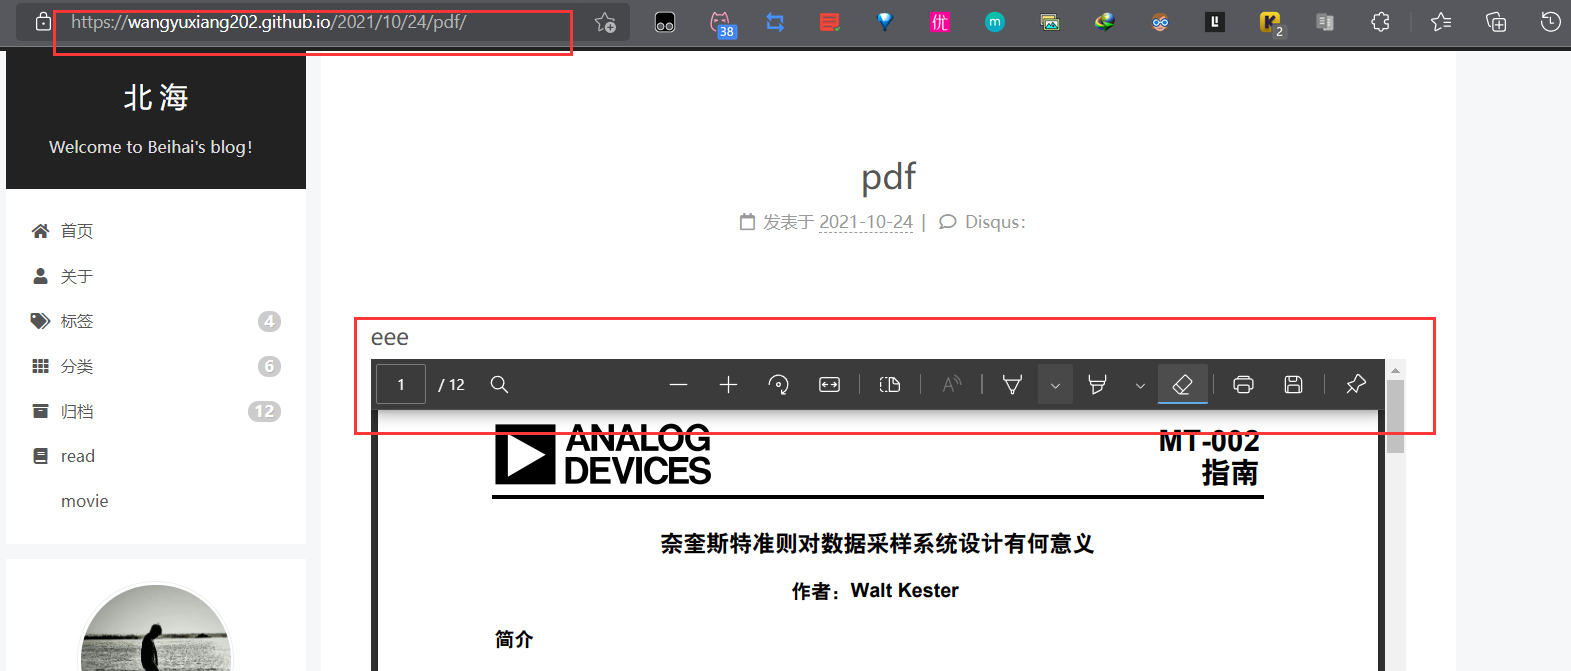 https://wangyuxiang202.github.io/2021/10/24/pdf/
38
优
m
2
北海
Welcome to Beihai's blog!
首页
关于
标签 4
分类 6
归档 12
read
movie
pdf
发表于 2021-10-24 | Disqus:
eee
1 / 12
ANALOG
DEVICES
MT-002
指南
奈奎斯特准则对数据采样系统设计有何意义
作者：Walt Kester
简介